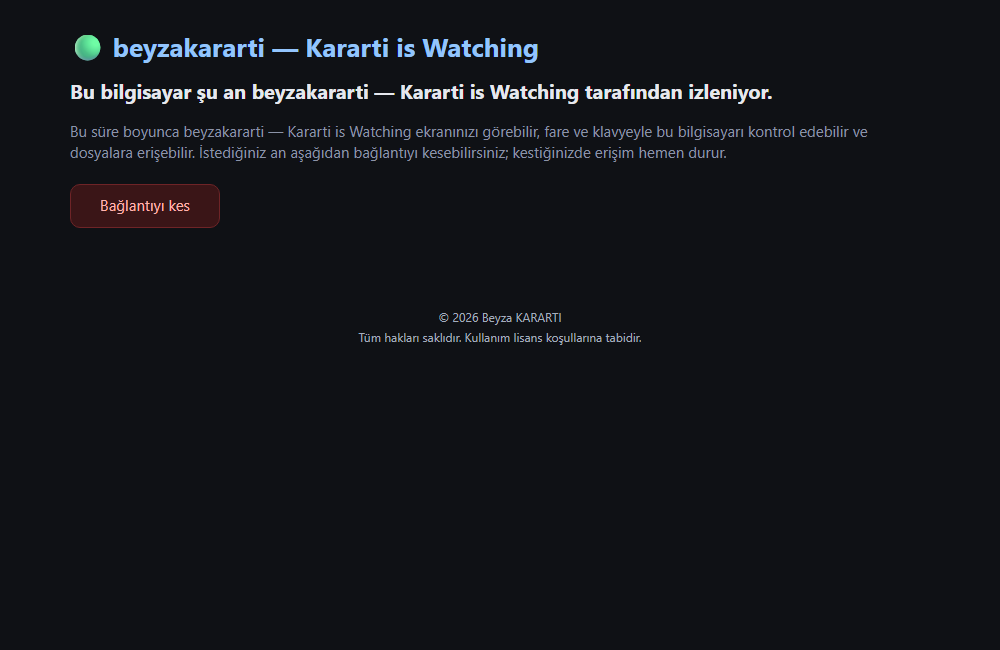 beyzakararti — Kararti is Watching
Bu bilgisayar şu an beyzakararti — Kararti is Watching tarafından izleniyor.
Bu süre boyunca beyzakararti — Kararti is Watching ekranınızı görebilir, fare ve klavyeyle bu bilgisayarı kontrol edebilir ve
dosyalara erişebilir. İstediğiniz an aşağıdan bağlantıyı kesebilirsiniz; kestiğinizde erişim hemen durur.
Bağlantıyı kes
© 2026 Beyza KARARTI
Tüm hakları saklıdır. Kullanım lisans koşullarına tabidir.